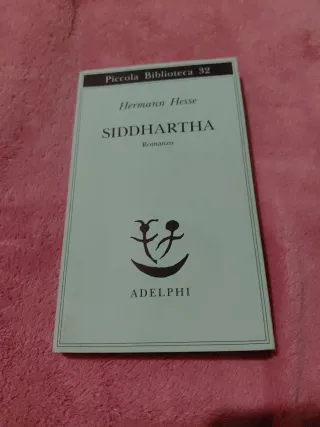 Piccola Biblioteca 32
Hermann Hesse
SIDDHARTHA
Romanzo
ADELPHI